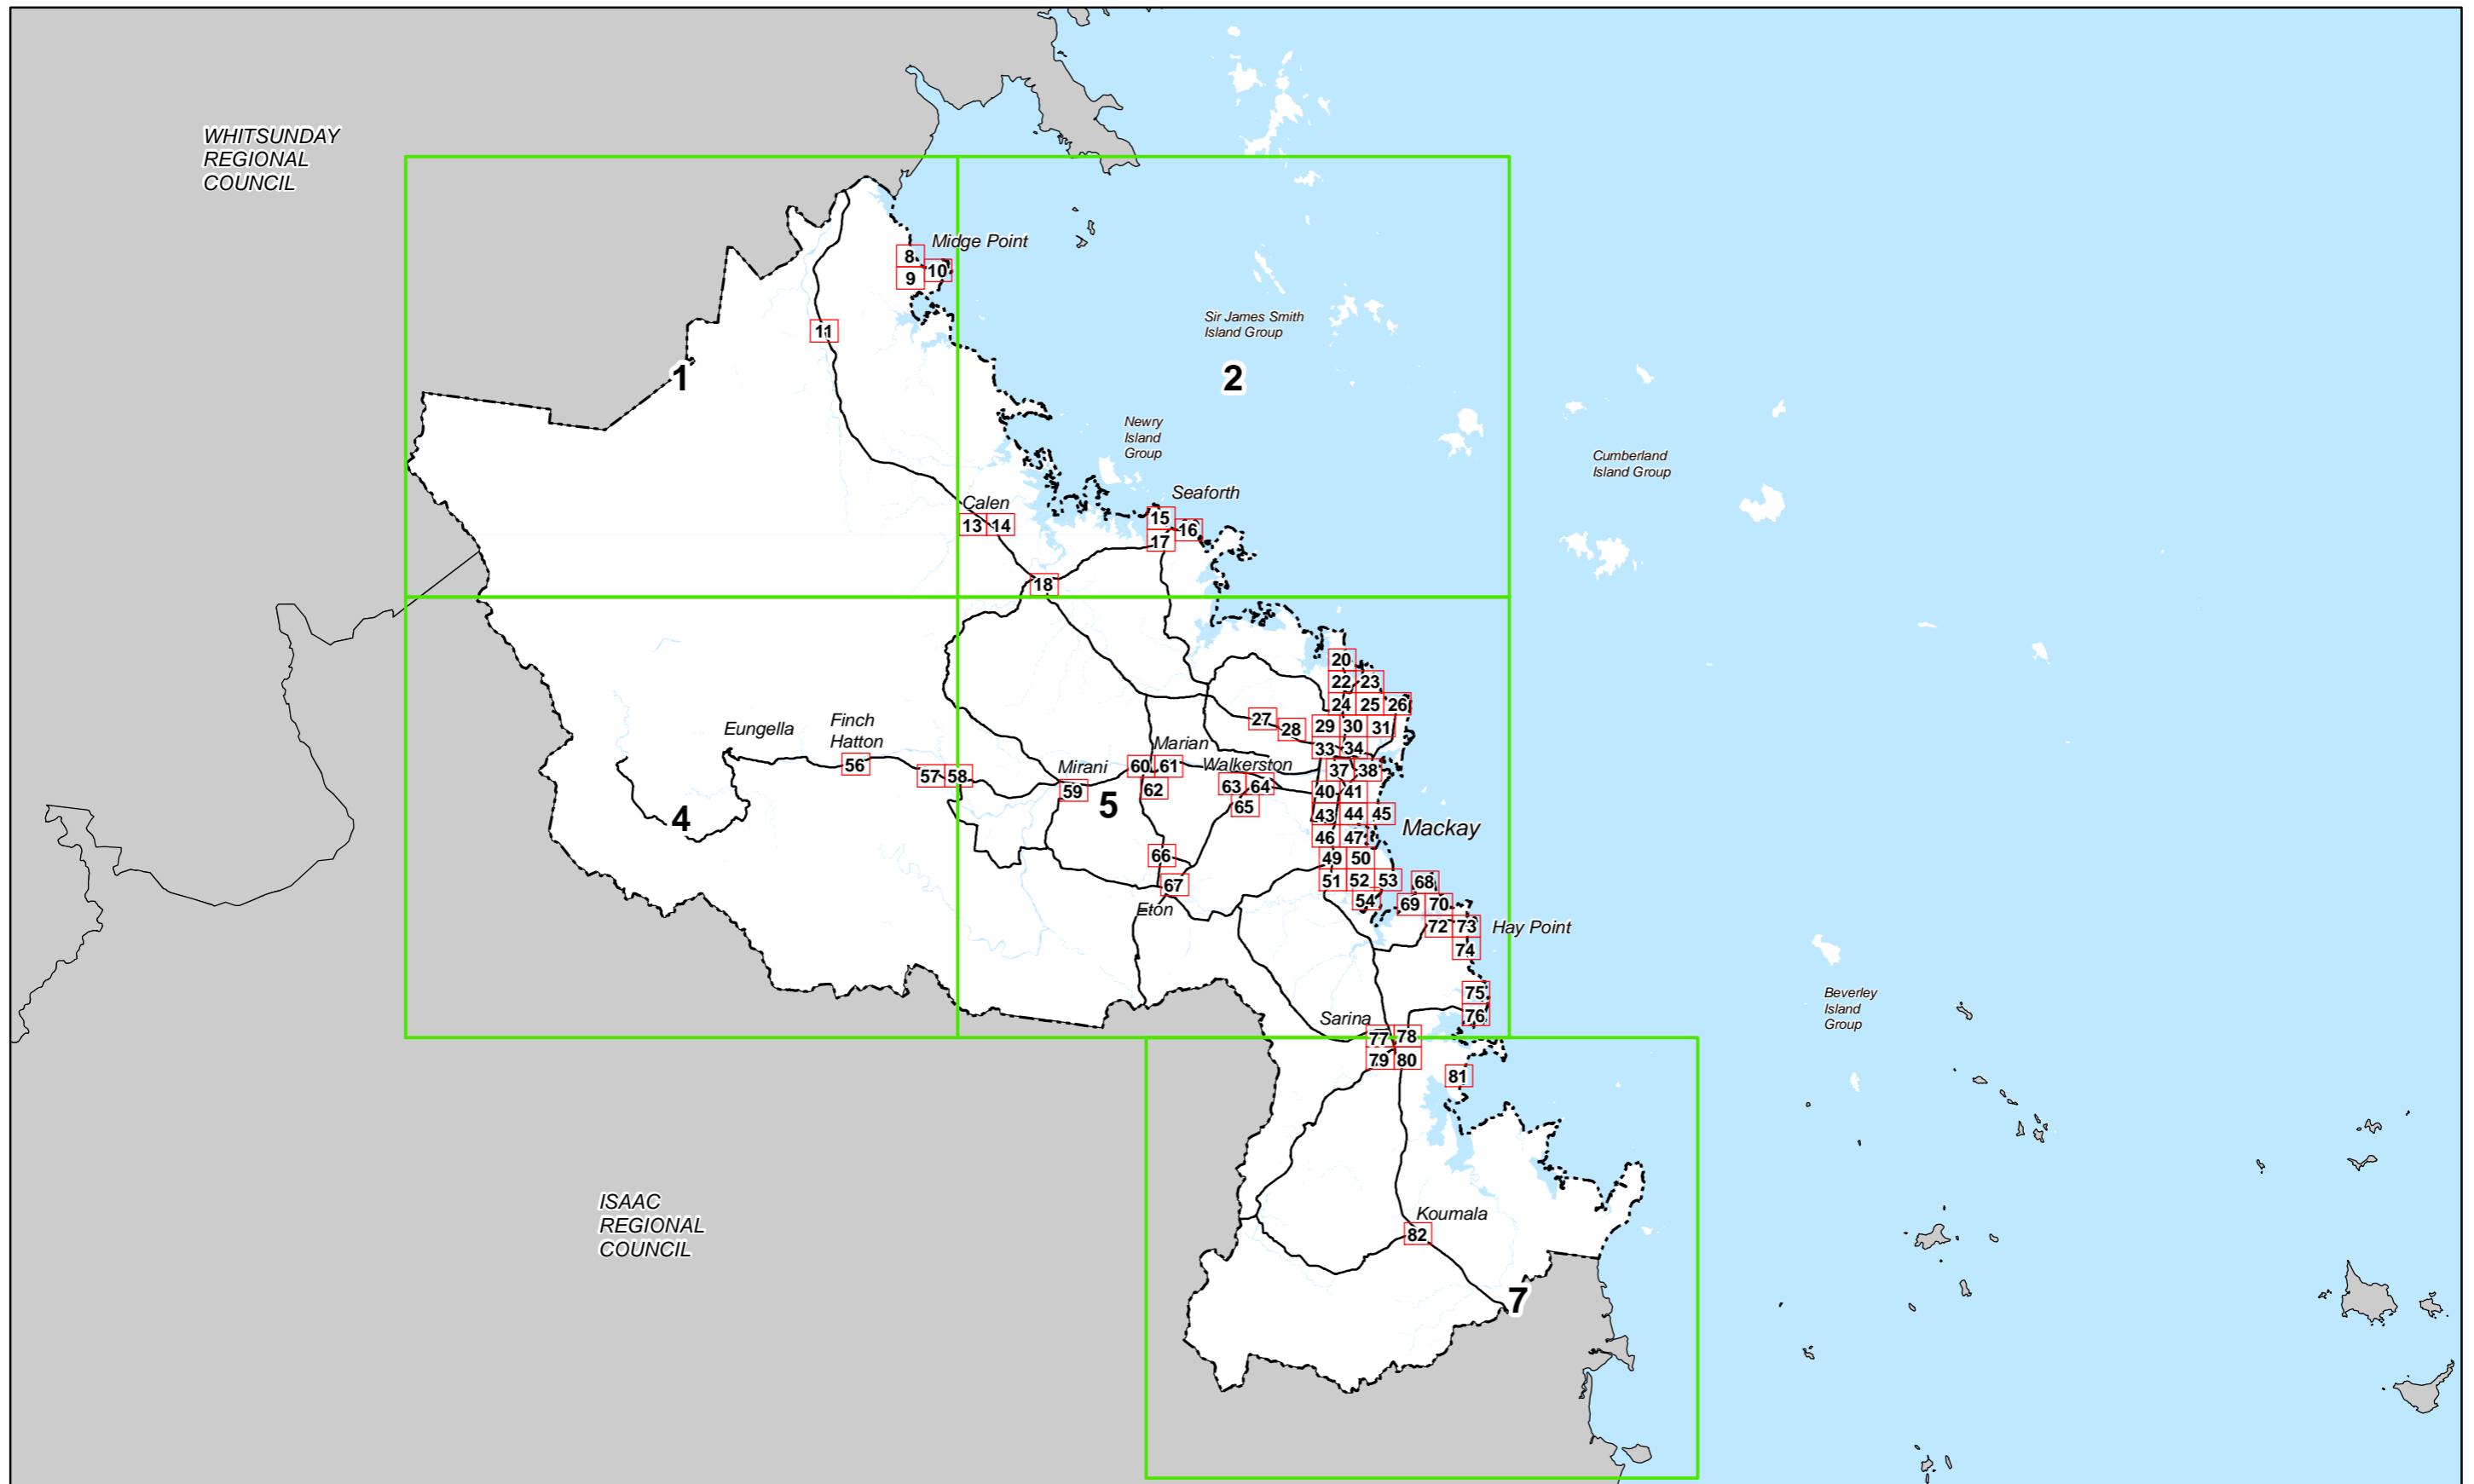 WHITSUNDAY
REGIONAL
COUNCIL
Midge Point
8
10
9
11
Sir James Smith
Island Group
1
2
Newry
Island
Group
Cumberland
Island Group
Seaforth
Calen
13 14
15
16
17
18
20
22 23
24 25 26
27
28
29 30 31
33 34
Eungella
Finch
Hatton
56
57 58
Mirani
59
Marian
60 61
62
Walkerston
63 64
65
37 38
40 41
43 44 45
46 47
Mackay
4
5
66
67
Eton
49 50
51 52 53
54
68
69 70
72 73
74
Hay Point
75
76
Beverley
Island
Group
Sarina
77 78
79 80
81
ISAAC
REGIONAL
COUNCIL
Koumala
82
7